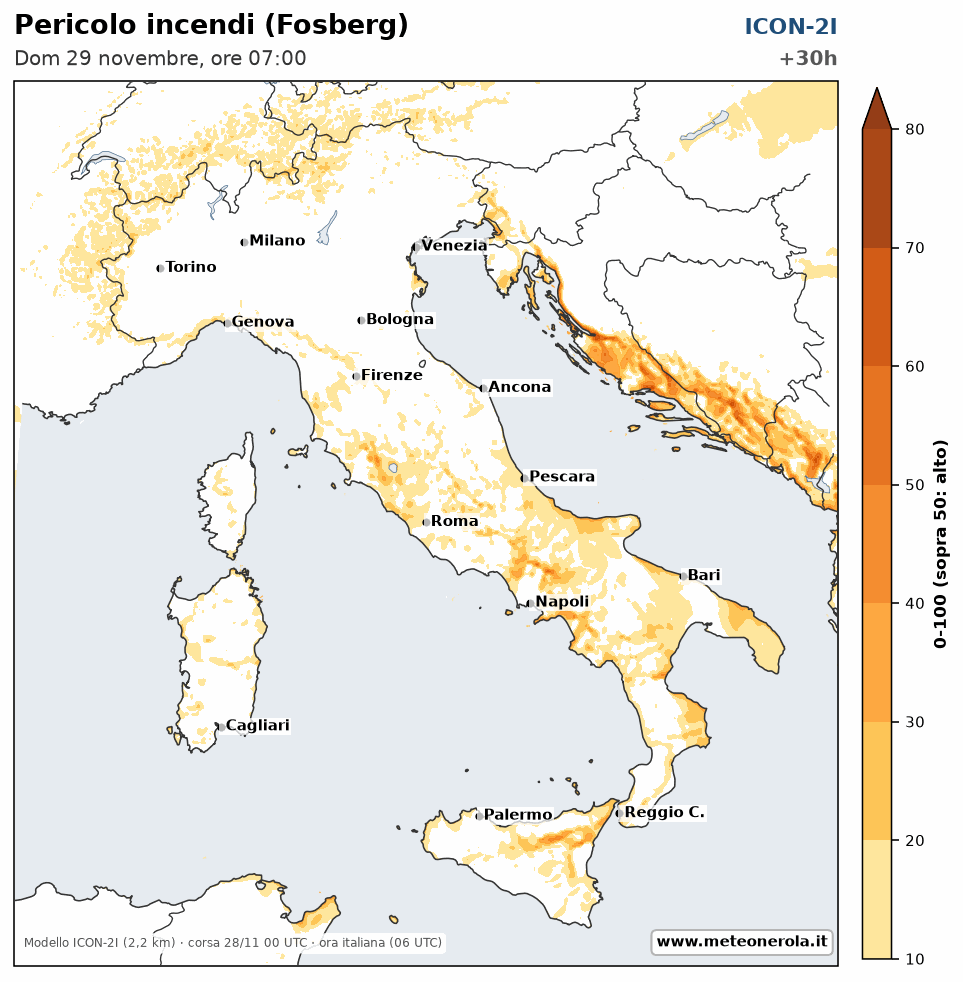 Pericolo incendi (Fosberg)
ICON-2I
Dom 29 novembre, ore 07:00
+30h
80
70
60
50
40
30
20
10
0-100 (sopra 50: alto)
Milano
Venezia
Torino
Genova
Bologna
Firenze
Ancona
Pescara
Roma
Bari
Napoli
Cagliari
Palermo
Reggio C.
Modello ICON-2I (2,2 km) · corsa 28/11 00 UTC · ora italiana (06 UTC)
www.meteonerola.it